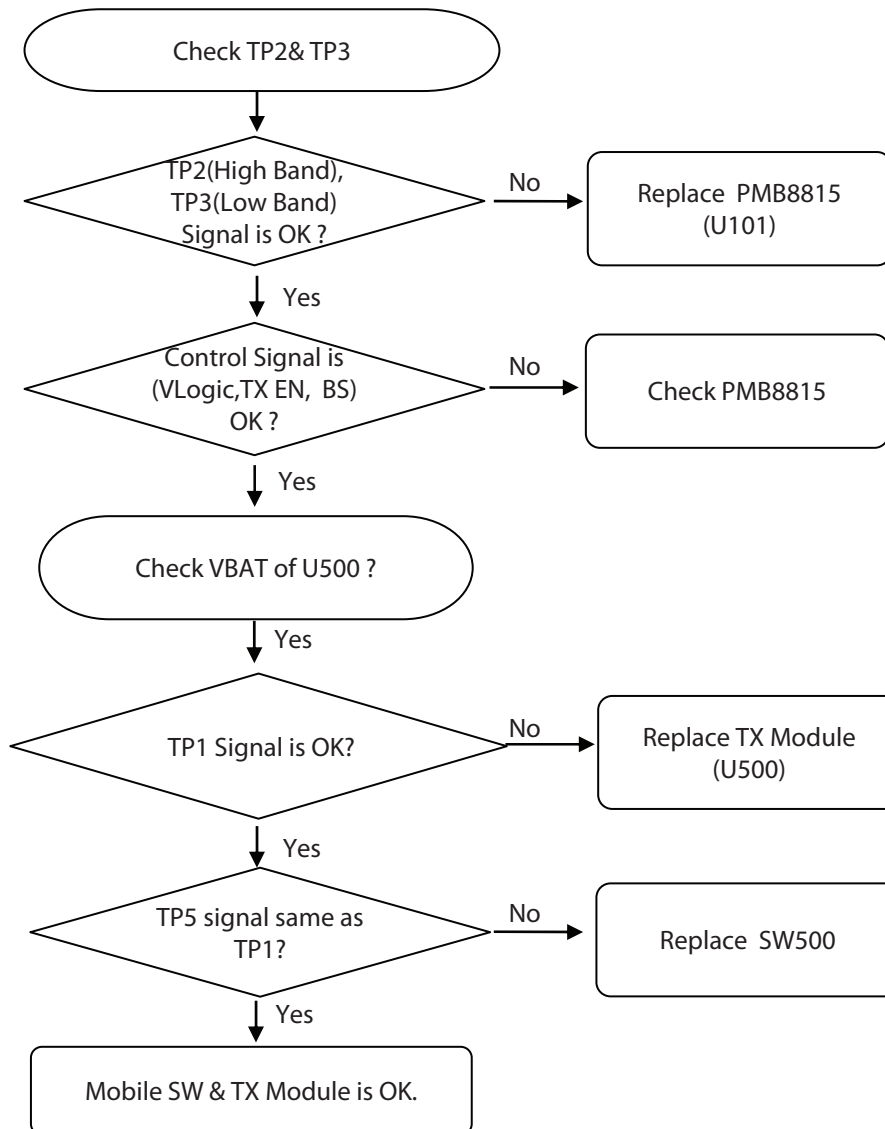 Check TP2& TP3
TP2(High Band),
TP3(Low Band)
Signal is OK ?
No
Replace PMB8815
(U101)
Yes
Control Signal is
(VLogic,TX EN, BS)
OK ?
No
Check PMB8815
Yes
Check VBAT of U500 ?
Yes
TP1 Signal is OK?
No
Replace TX Module
(U500)
Yes
TP5 signal same as
TP1?
No
Replace SW500
Yes
Mobile SW & TX Module is OK.